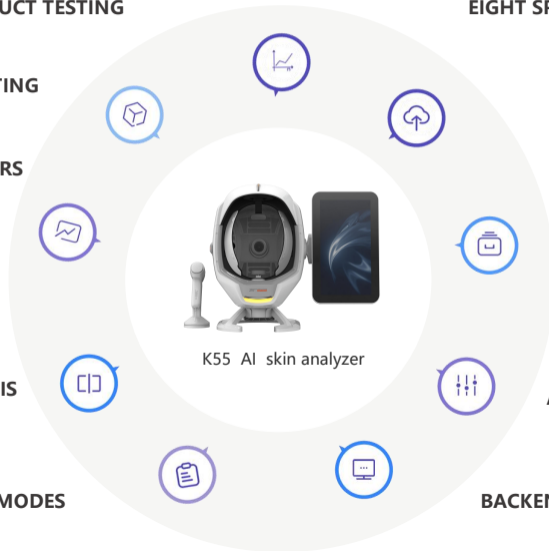 UCT TESTING
EIGHT SP
TING
RS
K55 AI skin analyzer
IS
MODES
BACKEN